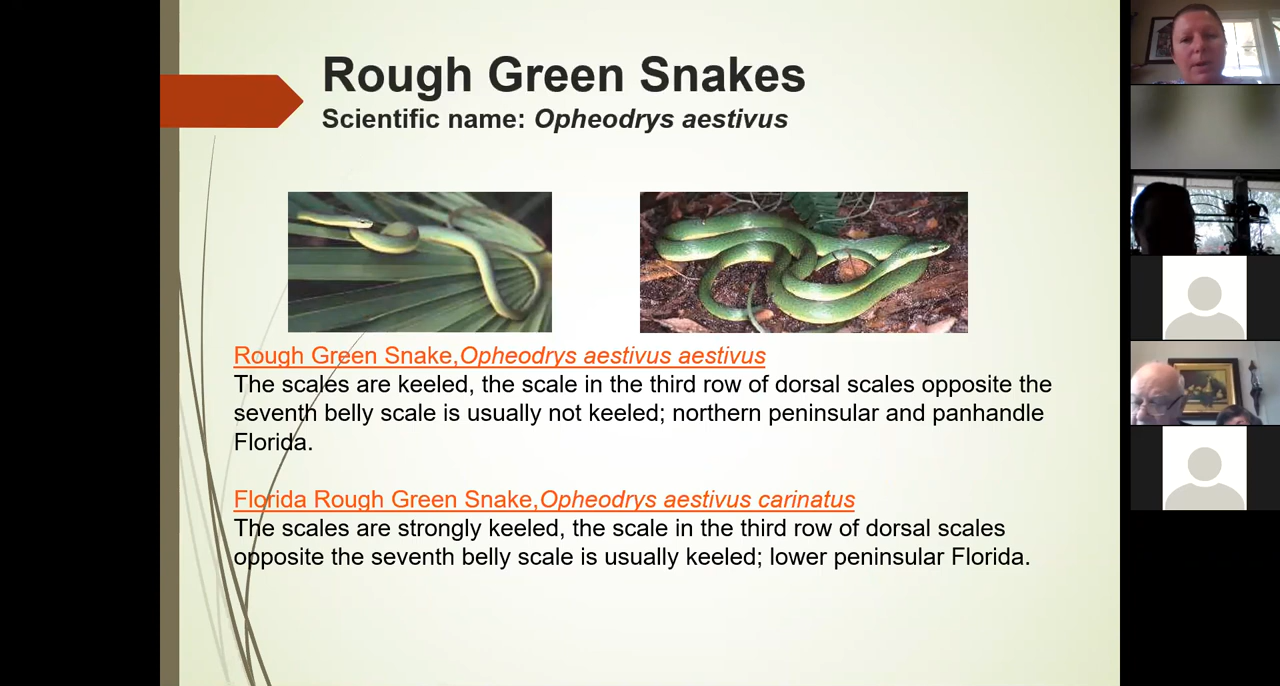 Rough Green Snakes
Scientific name: Opheodrys aestivus
Rough Green Snake,Opheodrys aestivus aestivus
The scales are keeled, the scale in the third row of dorsal scales opposite the
seventh belly scale is usually not keeled; northern peninsular and panhandle
Florida.
Florida Rough Green Snake,Opheodrys aestivus carinatus
The scales are strongly keeled, the scale in the third row of dorsal scales
opposite the seventh belly scale is usually keeled; lower peninsular Florida.